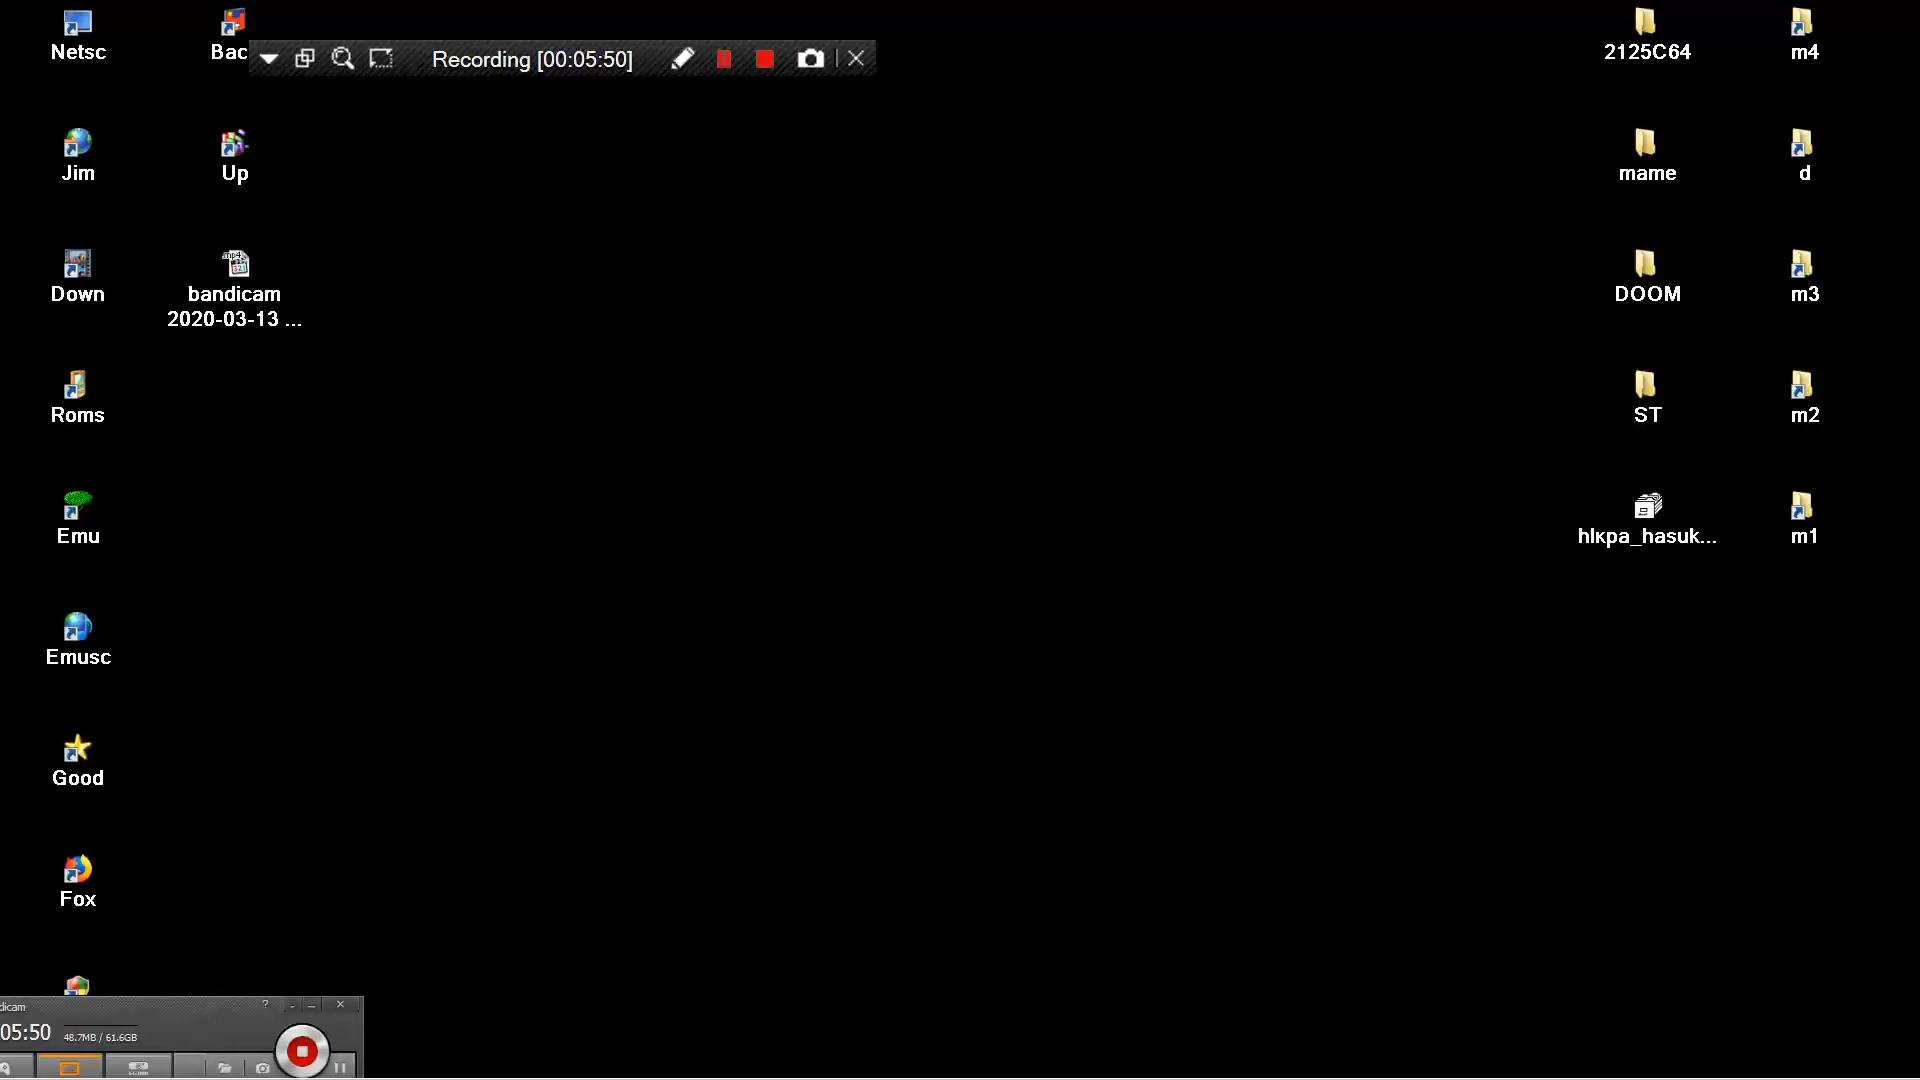 Netsc
Bac
Recording [00:05:50]
2125C64
m4
Jim
Up
mame
d
Down
bandicam
2020-03-13 ...
DOOM
m3
Roms
ST
m2
Emu
hlкpa_hasuk...
m1
Emusc
Good
Fox
dicam
?
05:50
48.7MB / 61.6GB